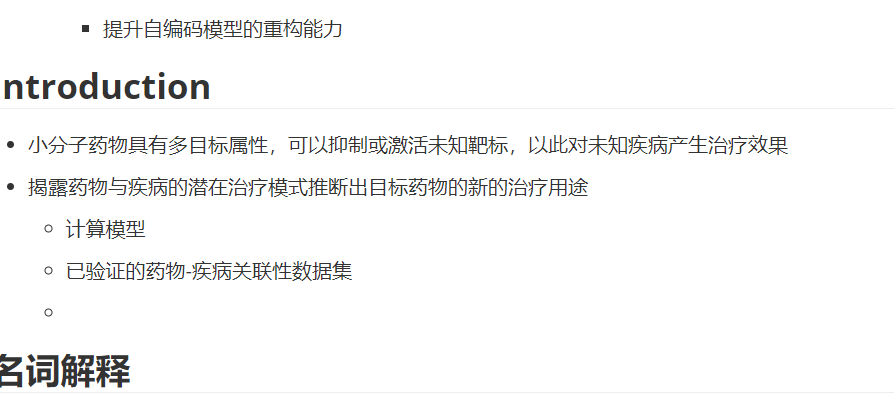 提升自编码模型的重构能力
ntroduction
小分子药物具有多目标属性，可以抑制或激活未知靶标，以此对未知疾病产生治疗效果
揭露药物与疾病的潜在治疗模式推断出目标药物的新的治疗用途
计算模型
已验证的药物-疾病关联性数据集
名词解释